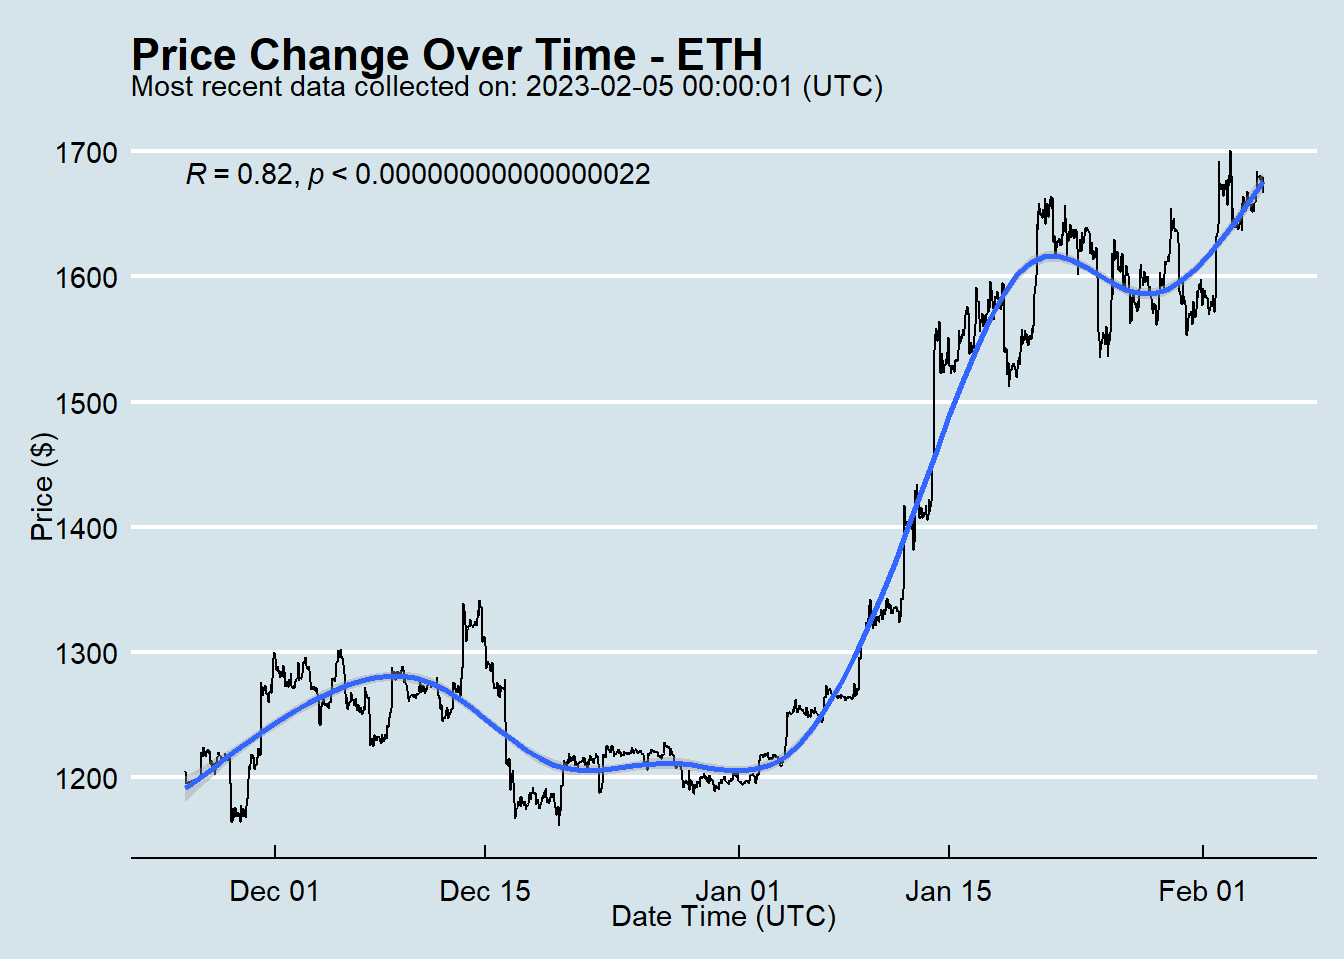 Price Change Over Time - ETH
Most recent data collected on: 2023-02-05 00:00:01 (UTC)
R = 0.82, p < 0.00000000000000022
1700
1600
1500
1400
1300
1200
Price ($)
Dec 01 Dec 15 Jan 01 Jan 15 Feb 01
Date Time (UTC)